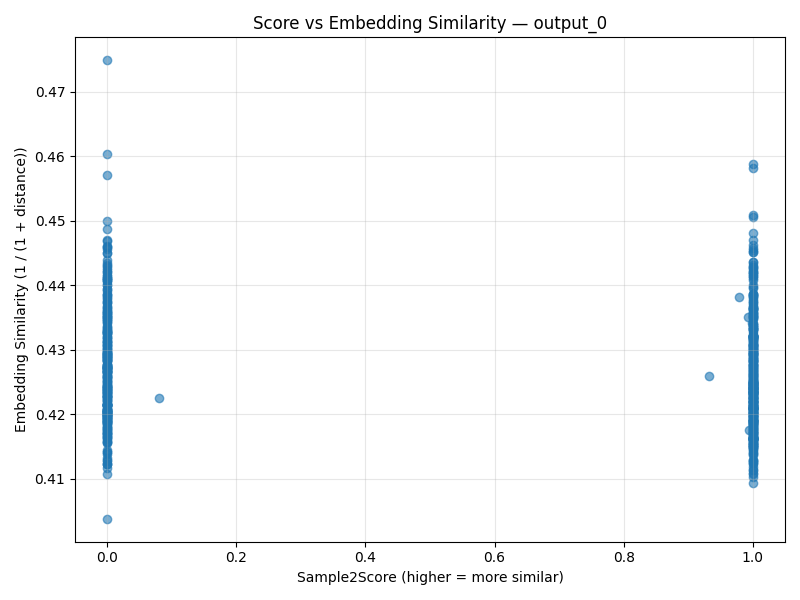 Score vs Embedding Similarity — output_0
Embedding Similarity (1 / (1 + distance))
0.47
0.46
0.45
0.44
0.43
0.42
0.41
0.0 0.2 0.4 0.6 0.8 1.0
Sample2Score (higher = more similar)